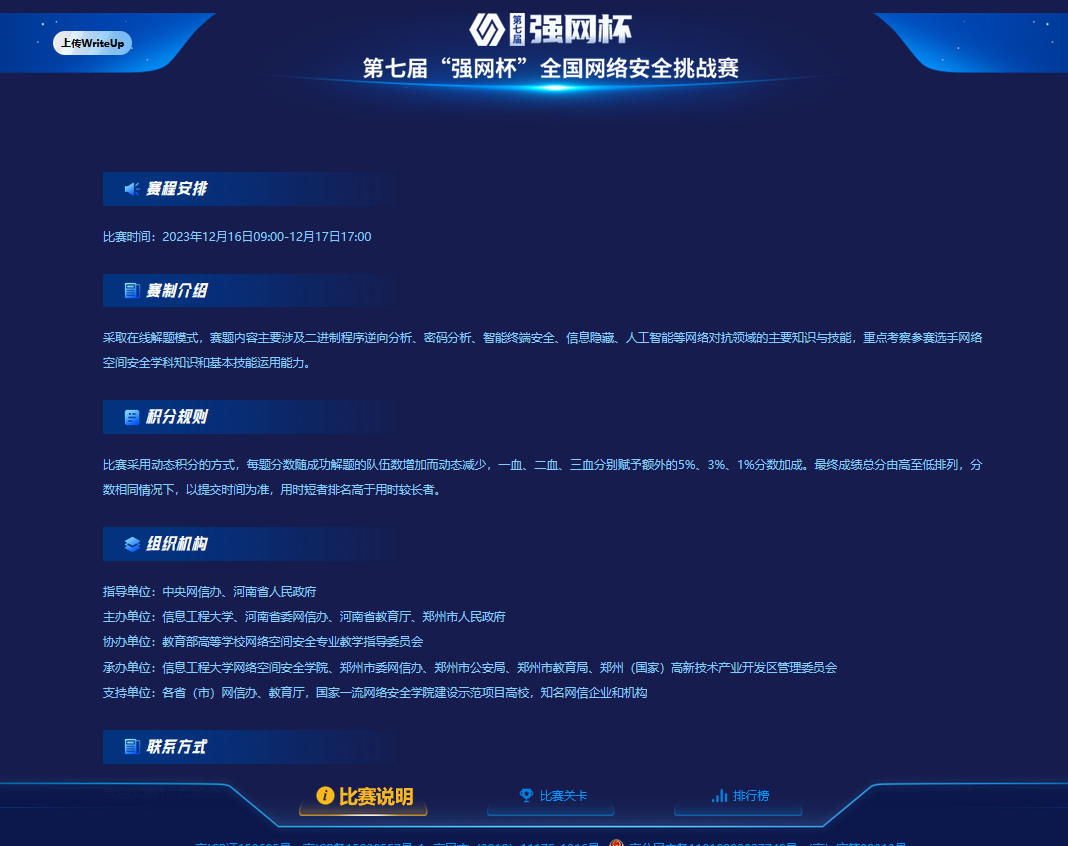 上传WriteUp
第七届 强网杯
第七届“强网杯”全国网络安全挑战赛
赛程安排
比赛时间：2023年12月16日09:00-12月17日17:00
赛制介绍
采取在线解题模式，赛题内容主要涉及二进制程序逆向分析、密码分析、智能终端安全、信息隐藏、人工智能等网络对抗领域的主要知识与技能，重点考察参赛选手网络
空间安全学科知识和基本技能运用能力。
积分规则
比赛采用动态积分的方式，每题分数随成功解题的队伍数增加而动态减少，一血、二血、三血分别赋予额外的5%、3%、1%分数加成。最终成绩总分由高至低排列，分
数相同情况下，以提交时间为准，用时短者排名高于用时较长者。
组织机构
指导单位：中央网信办、河南省人民政府
主办单位：信息工程大学、河南省委网信办、河南省教育厅、郑州市人民政府
协办单位：教育部高等学校网络空间安全专业教学指导委员会
承办单位：信息工程大学网络空间安全学院、郑州市委网信办、郑州市公安局、郑州市教育局、郑州（国家）高新技术产业开发区管理委员会
支持单位：各省（市）网信办、教育厅，国家一流网络安全学院建设示范项目高校，知名网信企业和机构
联系方式
比赛说明
比赛关卡
排行榜